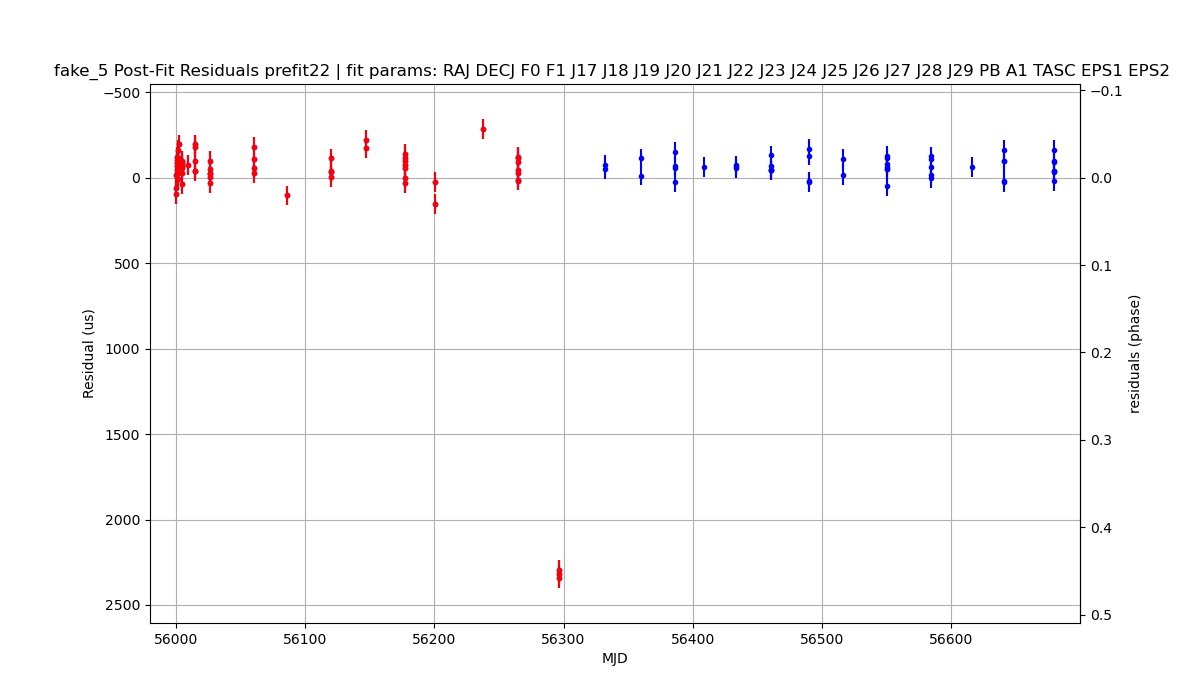 fake_5 Post-Fit Residuals prefit22 | fit params: RAJ DECJ F0 F1 J17 J18 J19 J20 J21 J22 J23 J24 J25 J26 J27 J28 J29 PB A1 TASC EPS1 EPS2
−500
0
500
1000
1500
2000
2500
Residual (us)
−0.1
0.0
0.1
0.2
0.3
0.4
0.5
residuals (phase)
56000 56100 56200 56300 56400 56500 56600
MJD